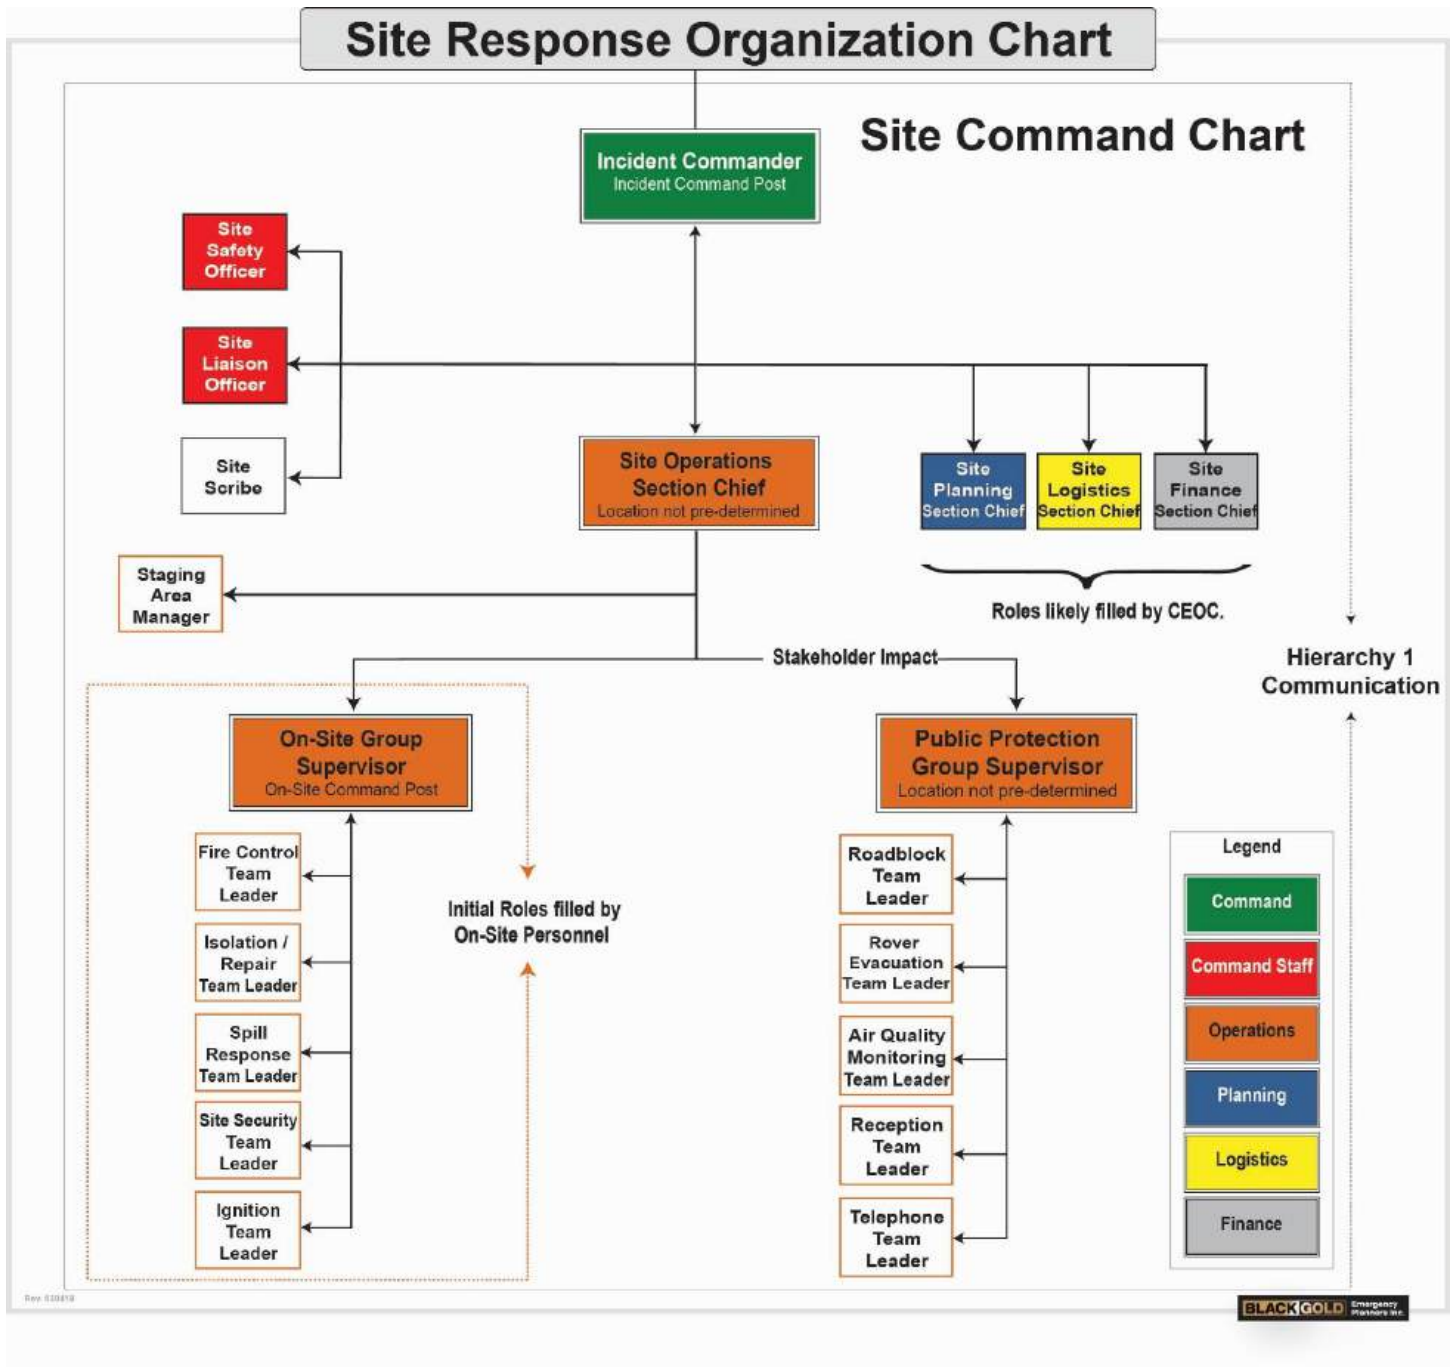 Site Response Organization Chart
Site Command Chart
Incident Commander
Incident Command Post
Site
Safety
Officer
Site
Liaison
Officer
Site
Scribe
Site Operations
Section Chief
Location not pre-determined
Site
Planning
Section Chief
Site
Logistics
Section Chief
Site
Finance
Section Chief
Staging
Area
Manager
Roles likely filled by CEOC.
Stakeholder Impact
Hierarchy 1
Communication
On-Site Group
Supervisor
On-Site Command Post
Public Protection
Group Supervisor
Location not pre-determined
Fire Control
Team
Leader
Isolation /
Repair
Team Leader
Spill
Response
Team Leader
Site Security
Team
Leader
Ignition
Team
Leader
Initial Roles filled by
On-Site Personnel
Roadblock
Team
Leader
Rover
Evacuation
Team Leader
Air Quality
Monitoring
Team Leader
Reception
Team
Leader
Telephone
Team
Leader
Legend
Command
Command Staff
Operations
Planning
Logistics
Finance
BLACK GOLD
Emergency
Planners Inc.